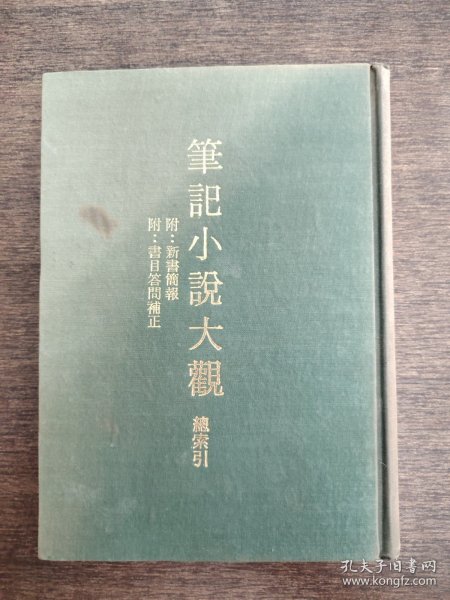 筆記小說大觀 總索引
附：新書簡報
附：書目答問補正
孔夫子旧书网
www.kongfz.com